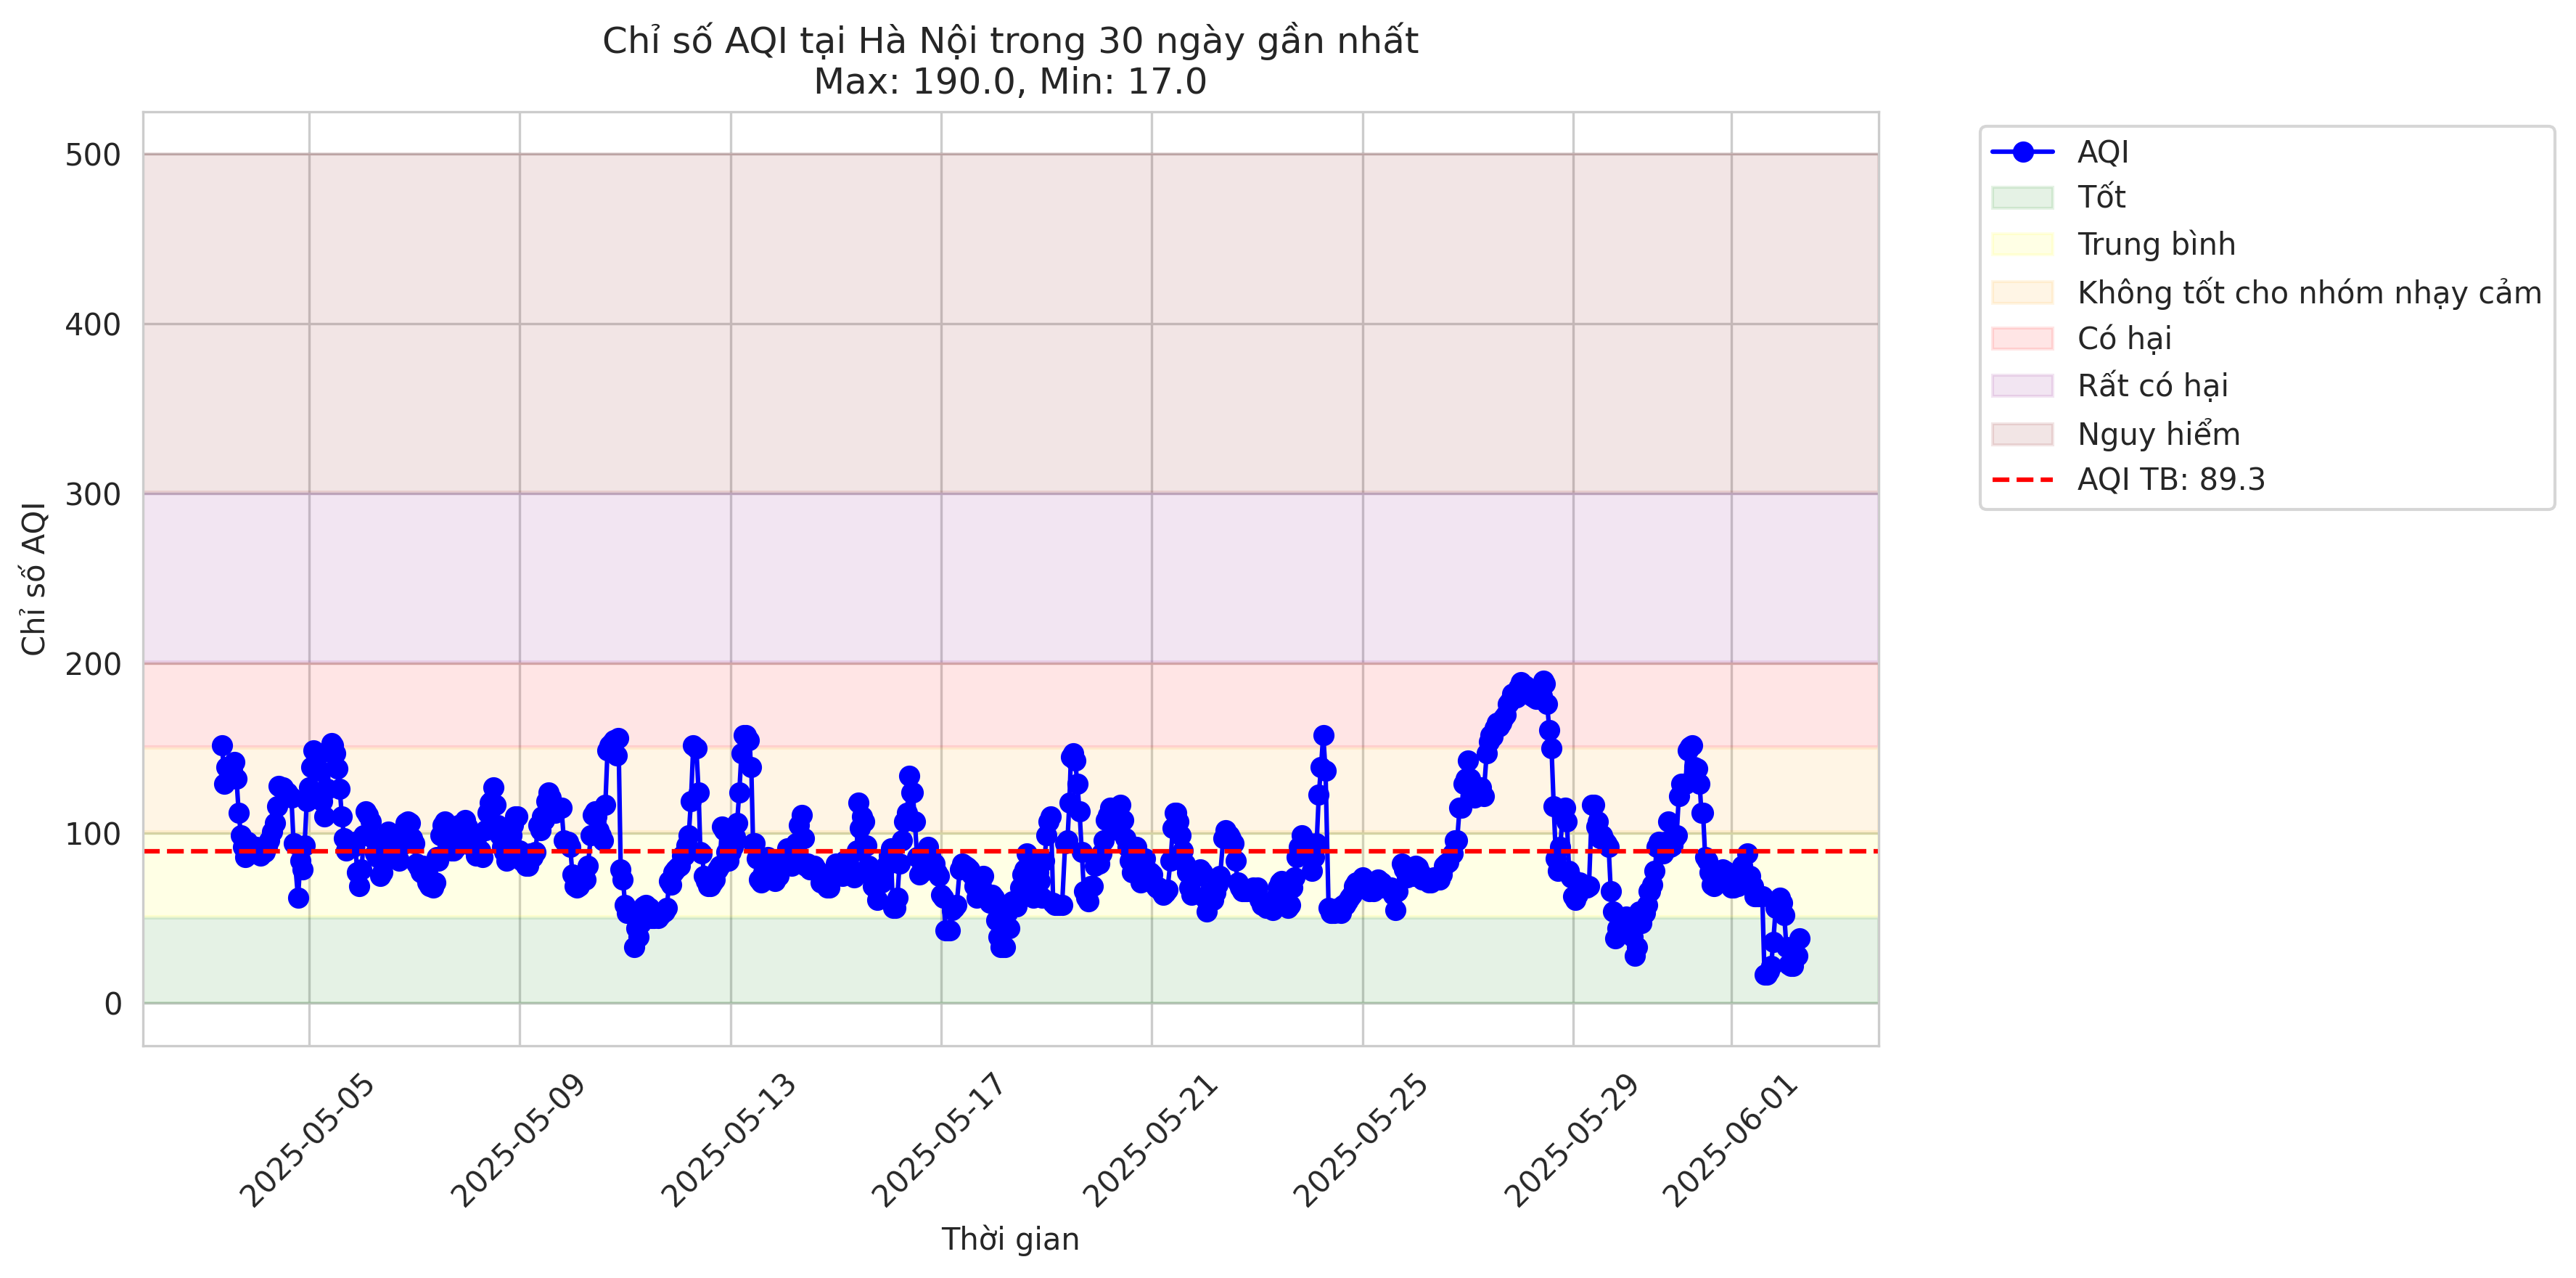 Chỉ số AQI tại Hà Nội trong 30 ngày gần nhất
Max: 190.0, Min: 17.0
Chỉ số AQI
500
400
300
200
100
0
2025-05-05
2025-05-09
2025-05-13
2025-05-17
2025-05-21
2025-05-25
2025-05-29
2025-06-01
Thời gian
AQI
Tốt
Trung bình
Không tốt cho nhóm nhạy cảm
Có hại
Rất có hại
Nguy hiểm
AQI TB: 89.3